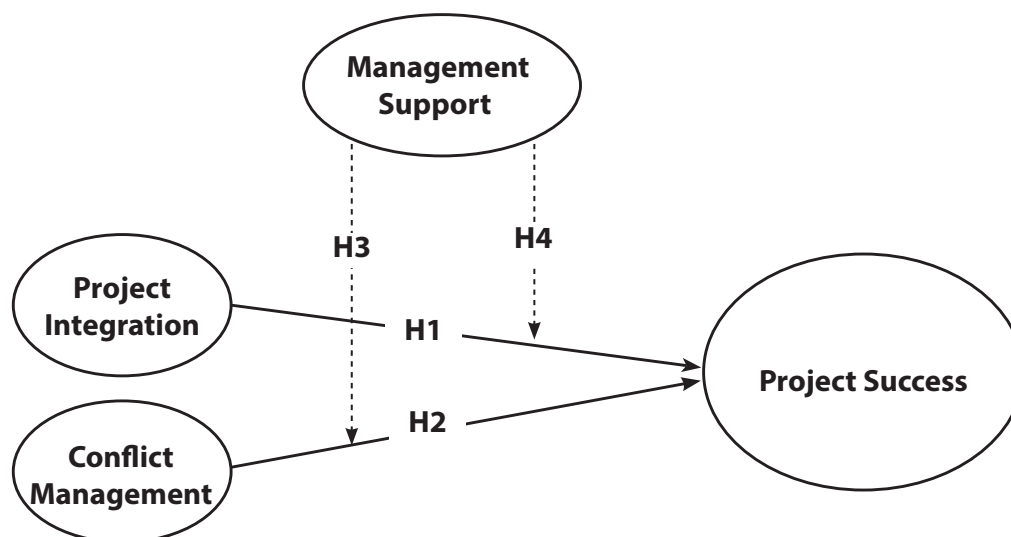 Management
Support
H3
H4
Project
Integration
H1
Project Success
H2
Conflict
Management